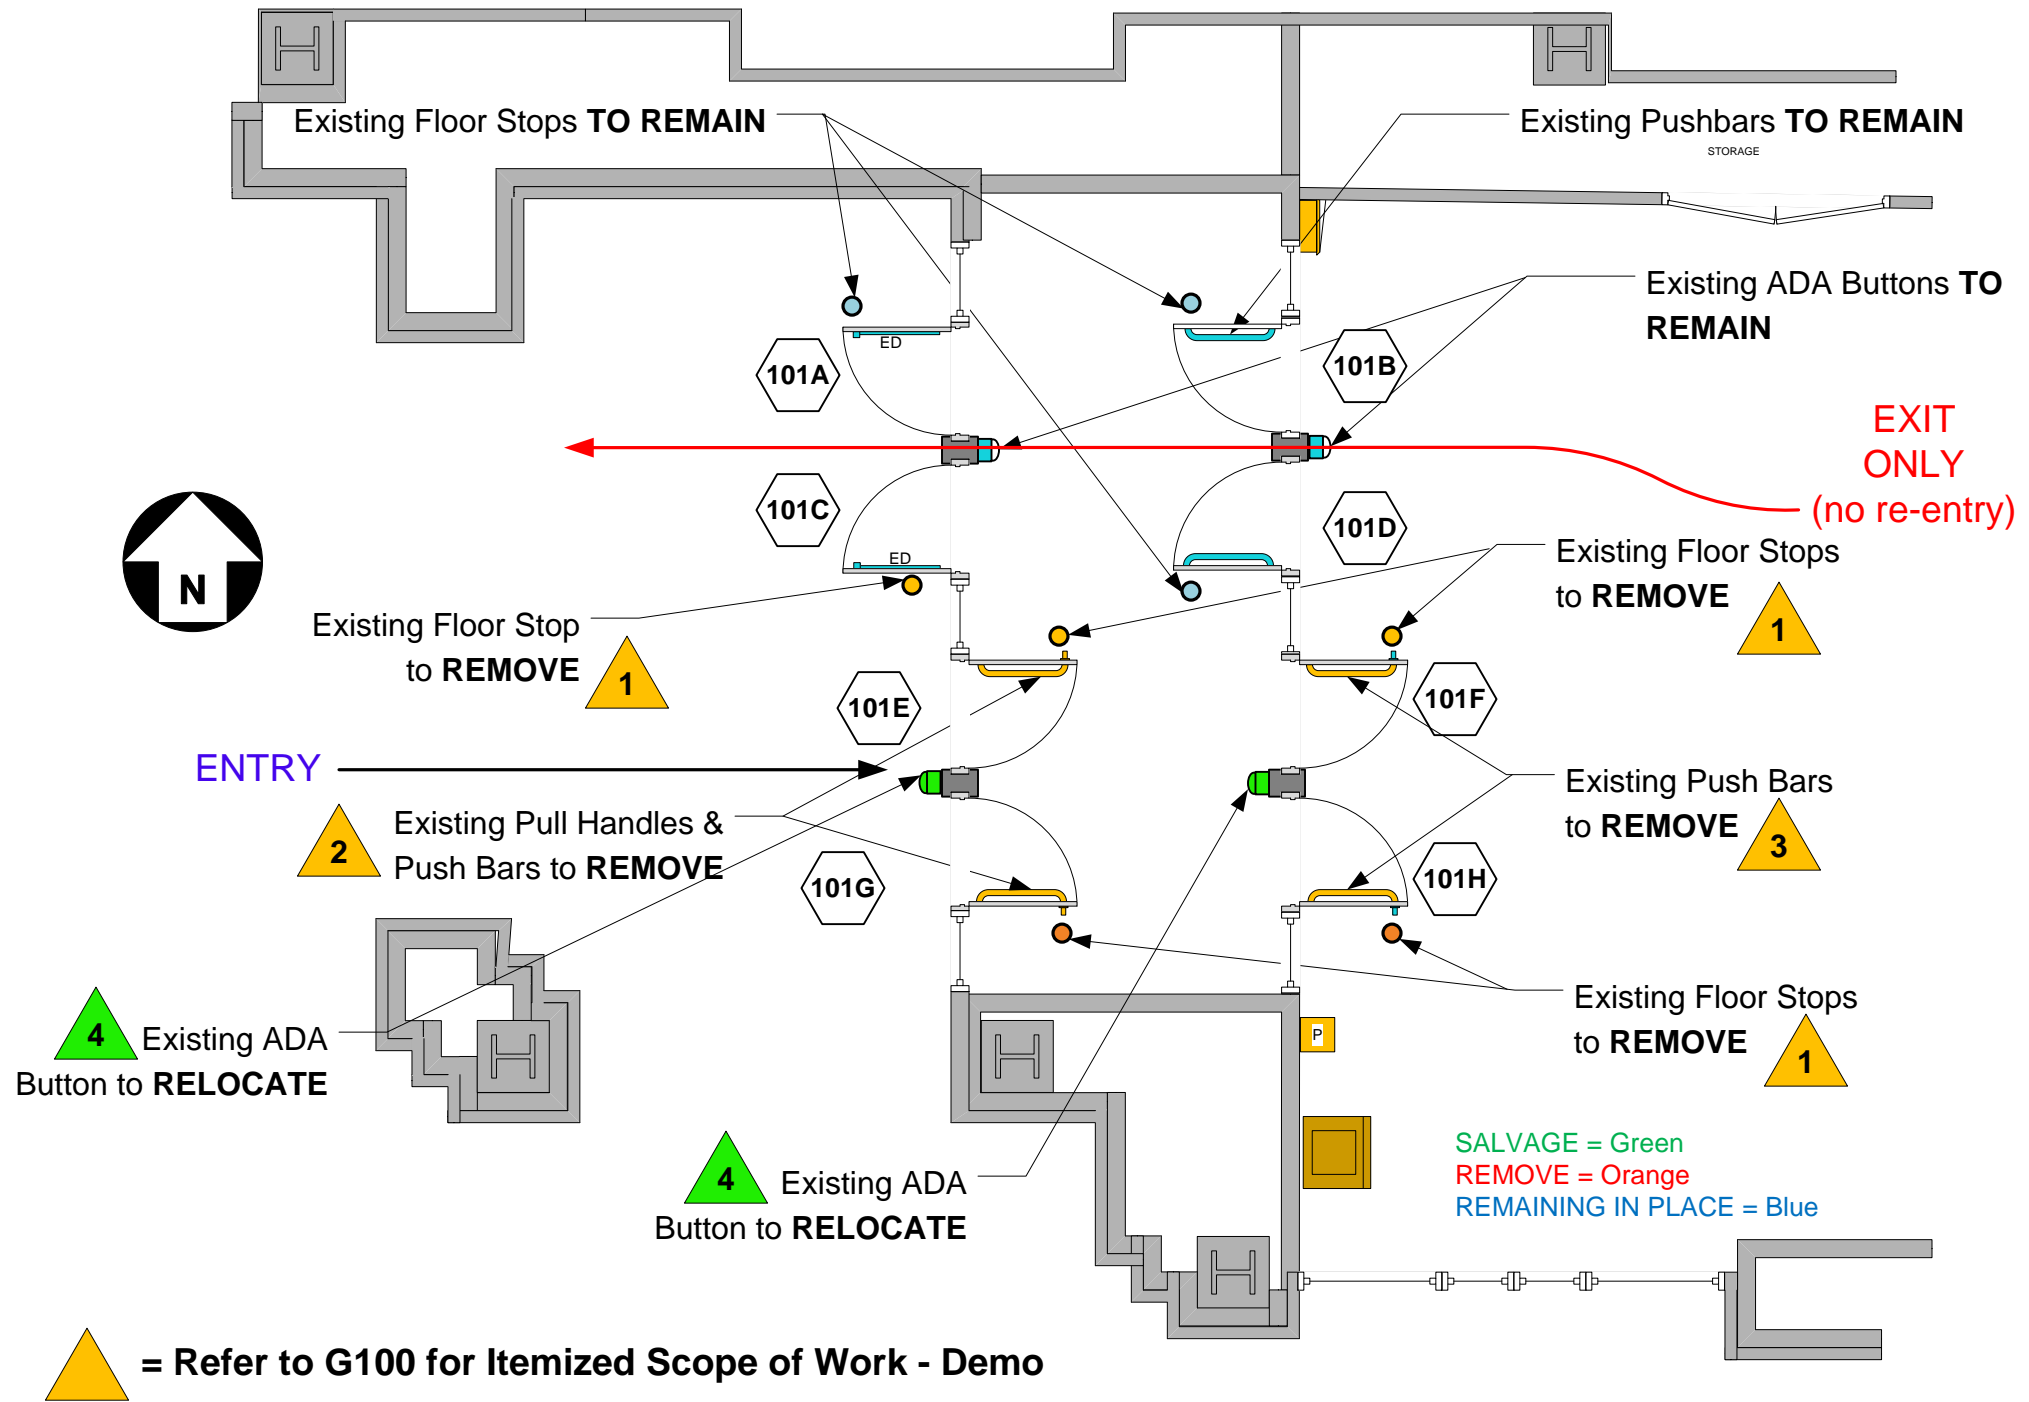 Existing Floor Stops TO REMAIN
Existing Pushbars TO REMAIN
STORAGE
Existing ADA Buttons TO
REMAIN
ED
101A
101B
EXIT
ONLY
(no re-entry)
101C
101D
ED
N
Existing Floor Stops
to REMOVE
1
Existing Floor Stop
to REMOVE
1
101E
101F
ENTRY
Existing Push Bars
to REMOVE
3
2
Existing Pull Handles &
Push Bars to REMOVE
101G
101H
Existing Floor Stops
to REMOVE
1
4
Existing ADA
Button to RELOCATE
P
4
Existing ADA
Button to RELOCATE
SALVAGE = Green
REMOVE = Orange
REMAINING IN PLACE = Blue
= Refer to G100 for Itemized Scope of Work - Demo